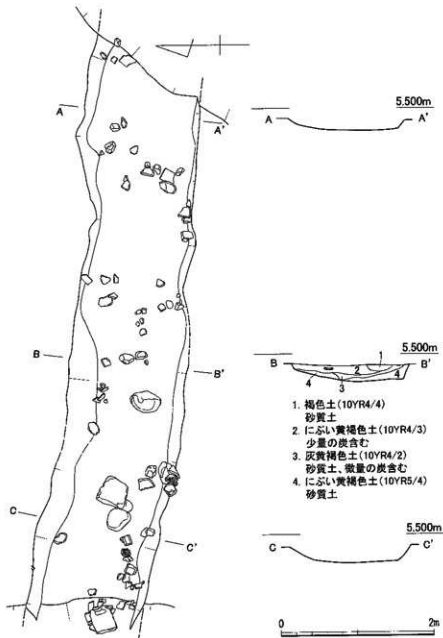 A
A'
B
B'
C
C'
5.500m
A
A'
5.500m
B
B'
1
2
3
4
4
1. 褐色土(10YR4/4)
砂質土
2. にぶい黄褐色土(10YR4/3)
少量の炭含む
3. 灰黄褐色土(10YR4/2)
砂質土、微量の炭含む
4. にぶい黄褐色土(10YR5/4)
砂質土
5.500m
C
C'
0
2m